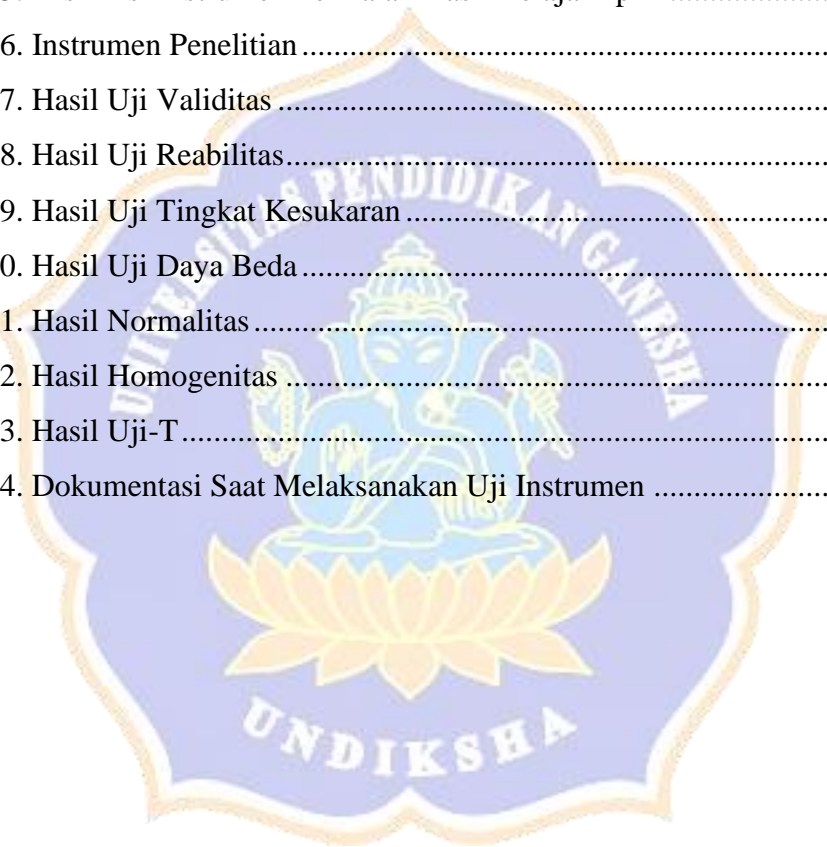 6. Instrumen Penelitian ........................................................................
7. Hasil Uji Validitas ...........................................................................
8. Hasil Uji Reabilitas..........................................................................
9. Hasil Uji Tingkat Kesukaran ...........................................................
0. Hasil Uji Daya Beda........................................................................
1. Hasil Normalitas..............................................................................
2. Hasil Homogenitas ..........................................................................
3. Hasil Uji-T.......................................................................................
4. Dokumentasi Saat Melaksanakan Uji Instrumen ...................
UNIVERSITAS PENDIDIKAN GANESHA
UNDIKSHA